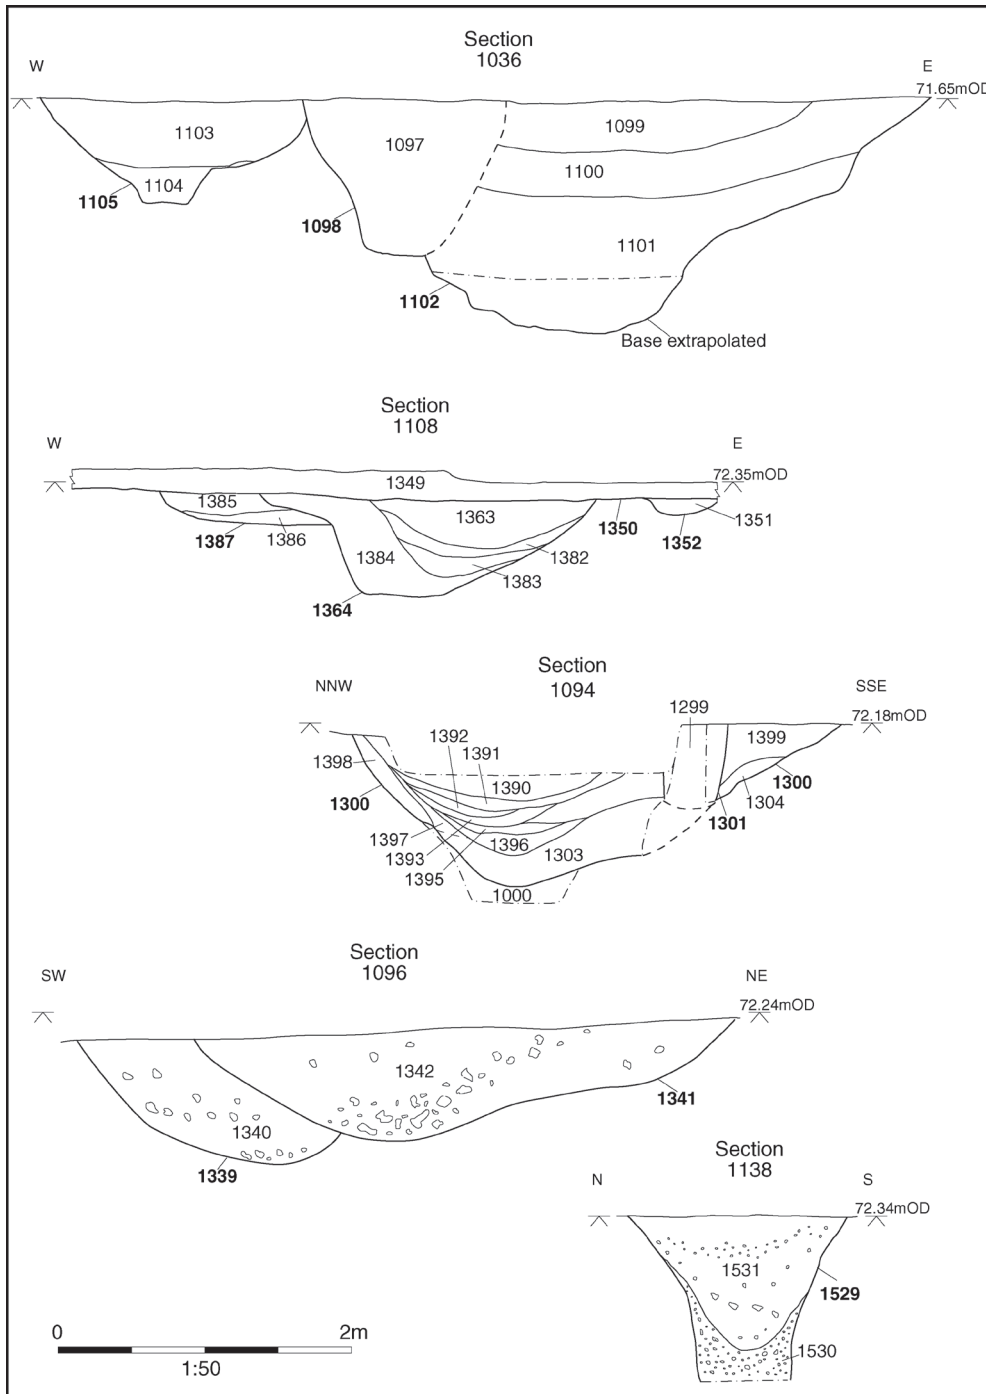 Section
1036
W
E
71.65mOD
1103
1097
1099
1100
1104
1105
1098
1101
1102
Base extrapolated
Section
1108
W
E
72.35mOD
1349
1385
1363
1351
1386
1387
1350
1352
1384
1382
1383
1364
Section
1094
NNW
SSE
1299
72.18mOD
1392
1391
1399
1398
1390
1300
1300
1304
1301
1397
1396
1393
1303
1395
1000
Section
1096
SW
NE
72.24mOD
1342
1341
1340
1339
Section
1138
N
S
72.34mOD
1531
1529
1530
0
2m
1:50